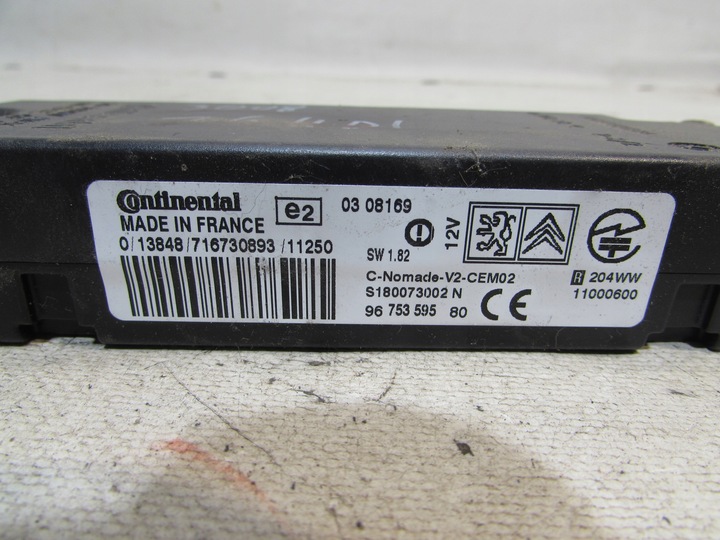 Continental
MADE IN FRANCE
e2
03 08169
0/13848/716730893/11250
SW 1.82
12V
C-Nomade-V2-CEM02
S180073002 N
96 753 595 80
CE
R 204WW
11000600